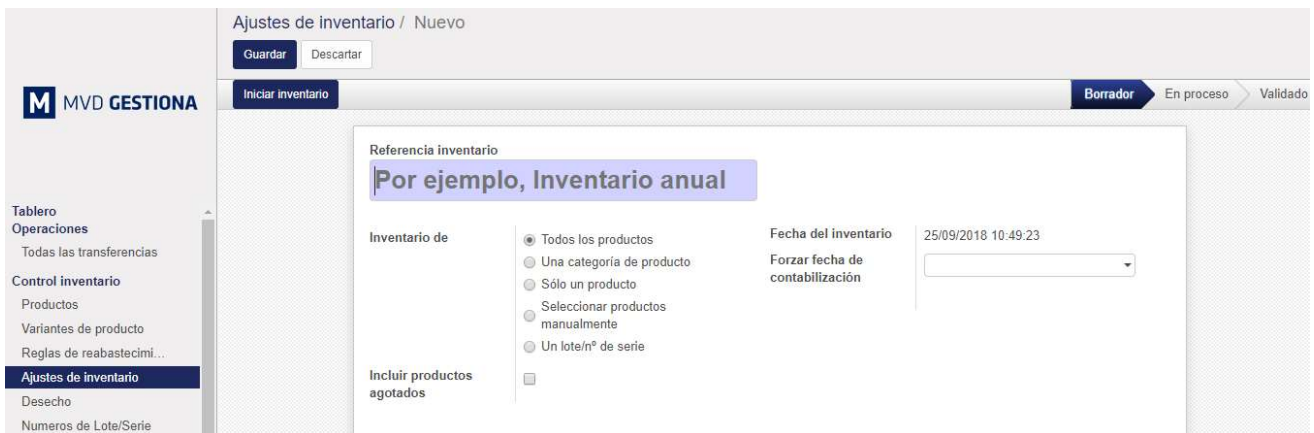 Ajustes de inventario / Nuevo
Guardar Descartar
M MVD GESTIONA
Iniciar inventario
Borrador En proceso Validado
Tablero
Operaciones
Todas las transferencias
Control inventario
Productos
Variantes de producto
Reglas de reabastecimi...
Ajustes de inventario
Desecho
Numeros de Lote/Serie
Referencia inventario
Por ejemplo, Inventario anual
Inventario de
Todos los productos
Una categoría de producto
Sólo un producto
Seleccionar productos
manualmente
Un lote/nº de serie
Incluir productos
agotados
Fecha del inventario 25/09/2018 10:49:23
Forzar fecha de
contabilización